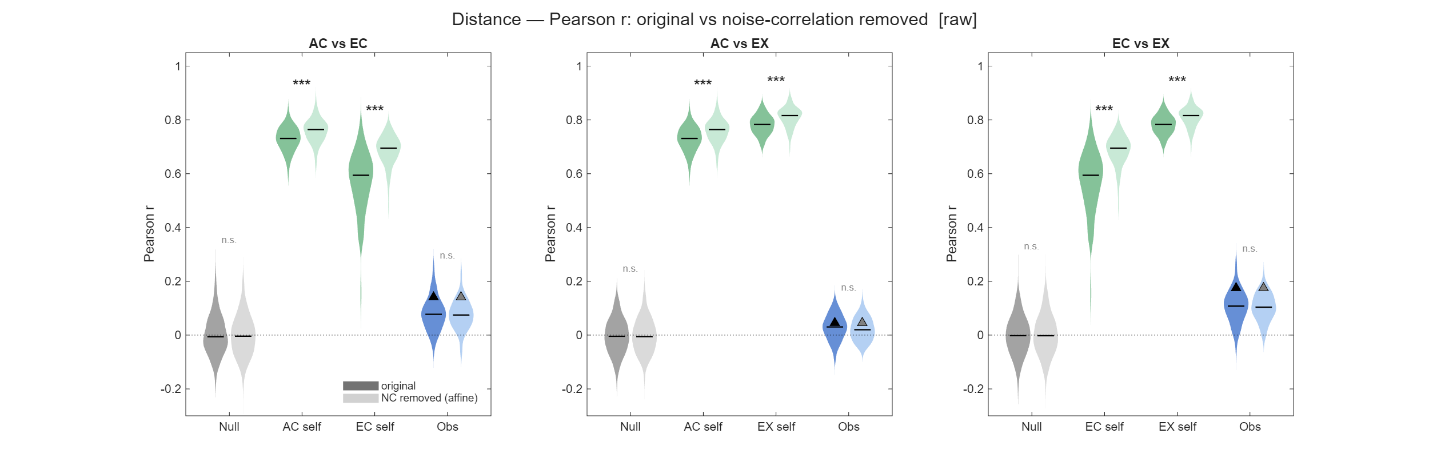 Distance — Pearson r: original vs noise-correlation removed [raw]
AC vs EC
Pearson r
1
0.8
0.6
0.4
0.2
0
-0.2
***
***
n.s.
n.s.
original
NC removed (affine)
Null
AC self
EC self
Obs
AC vs EX
Pearson r
1
0.8
0.6
0.4
0.2
0
-0.2
***
***
n.s.
n.s.
Null
AC self
EX self
Obs
EC vs EX
Pearson r
1
0.8
0.6
0.4
0.2
0
-0.2
***
***
n.s.
n.s.
Null
EC self
EX self
Obs